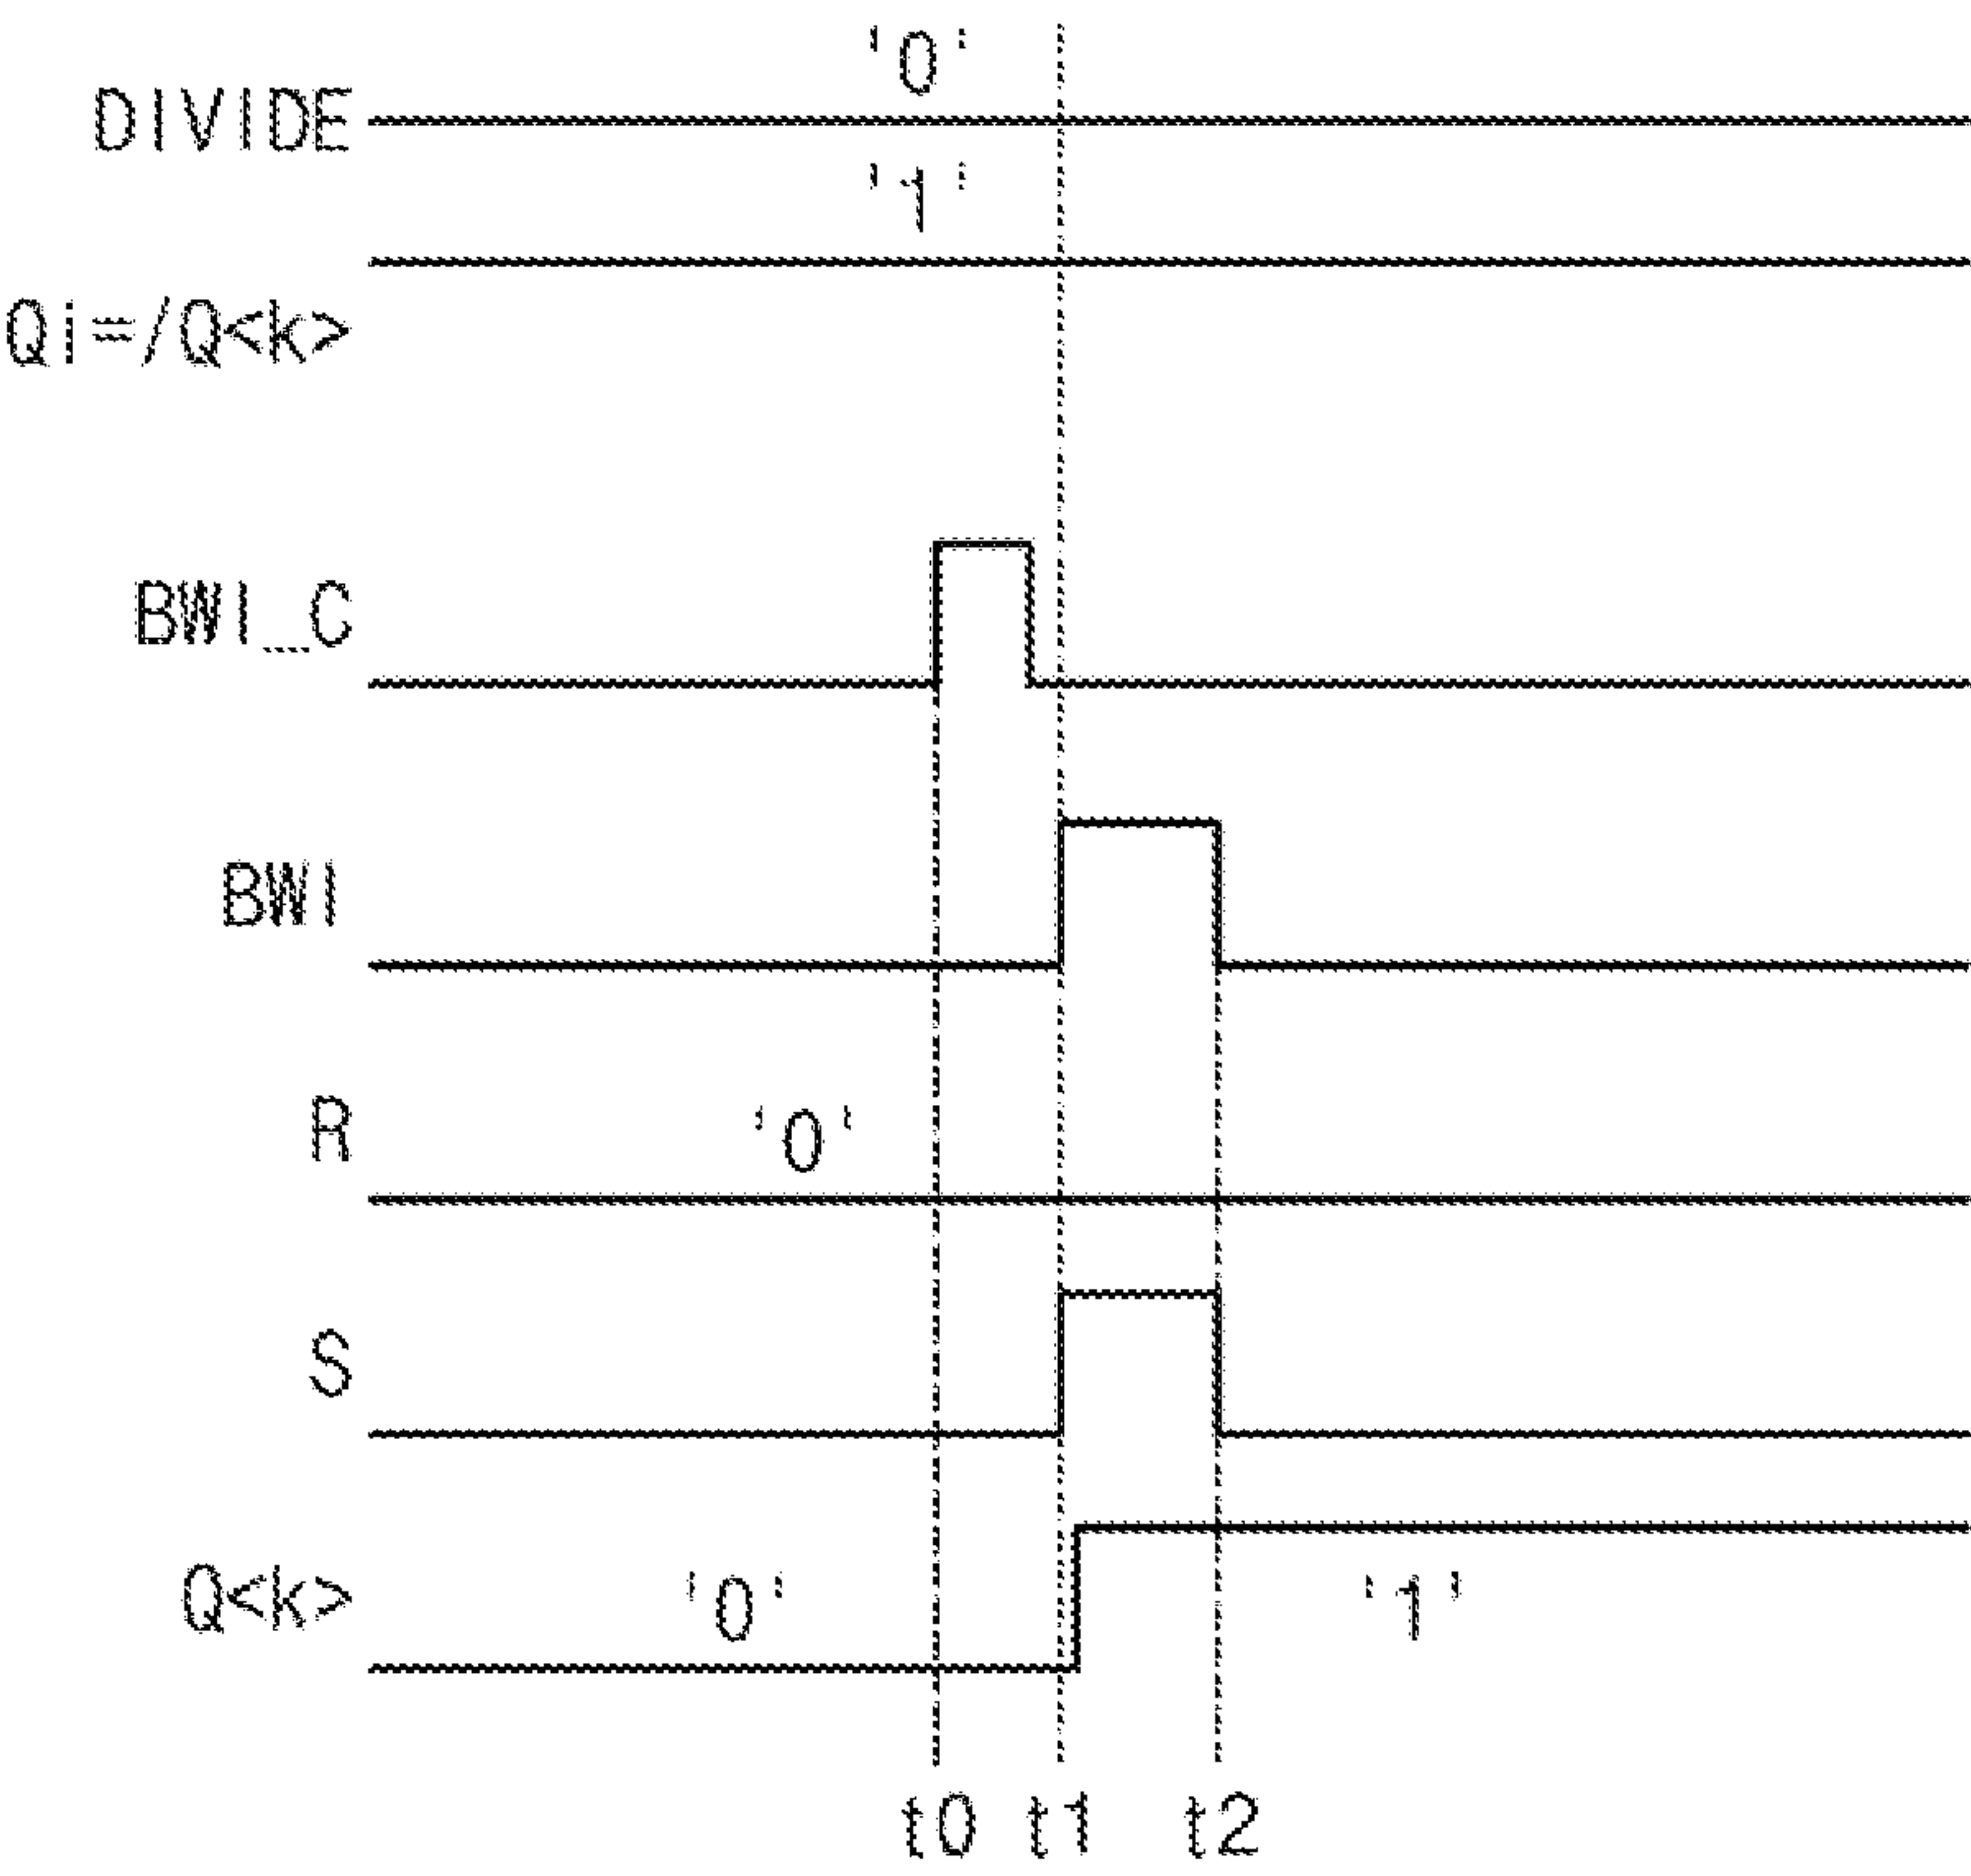 '0'
DIVIDE
'1'
Qi=/Q<k>
BWI_C
BWI
R '0'
S
Q<k> '0' '1'
t0 t1 t2